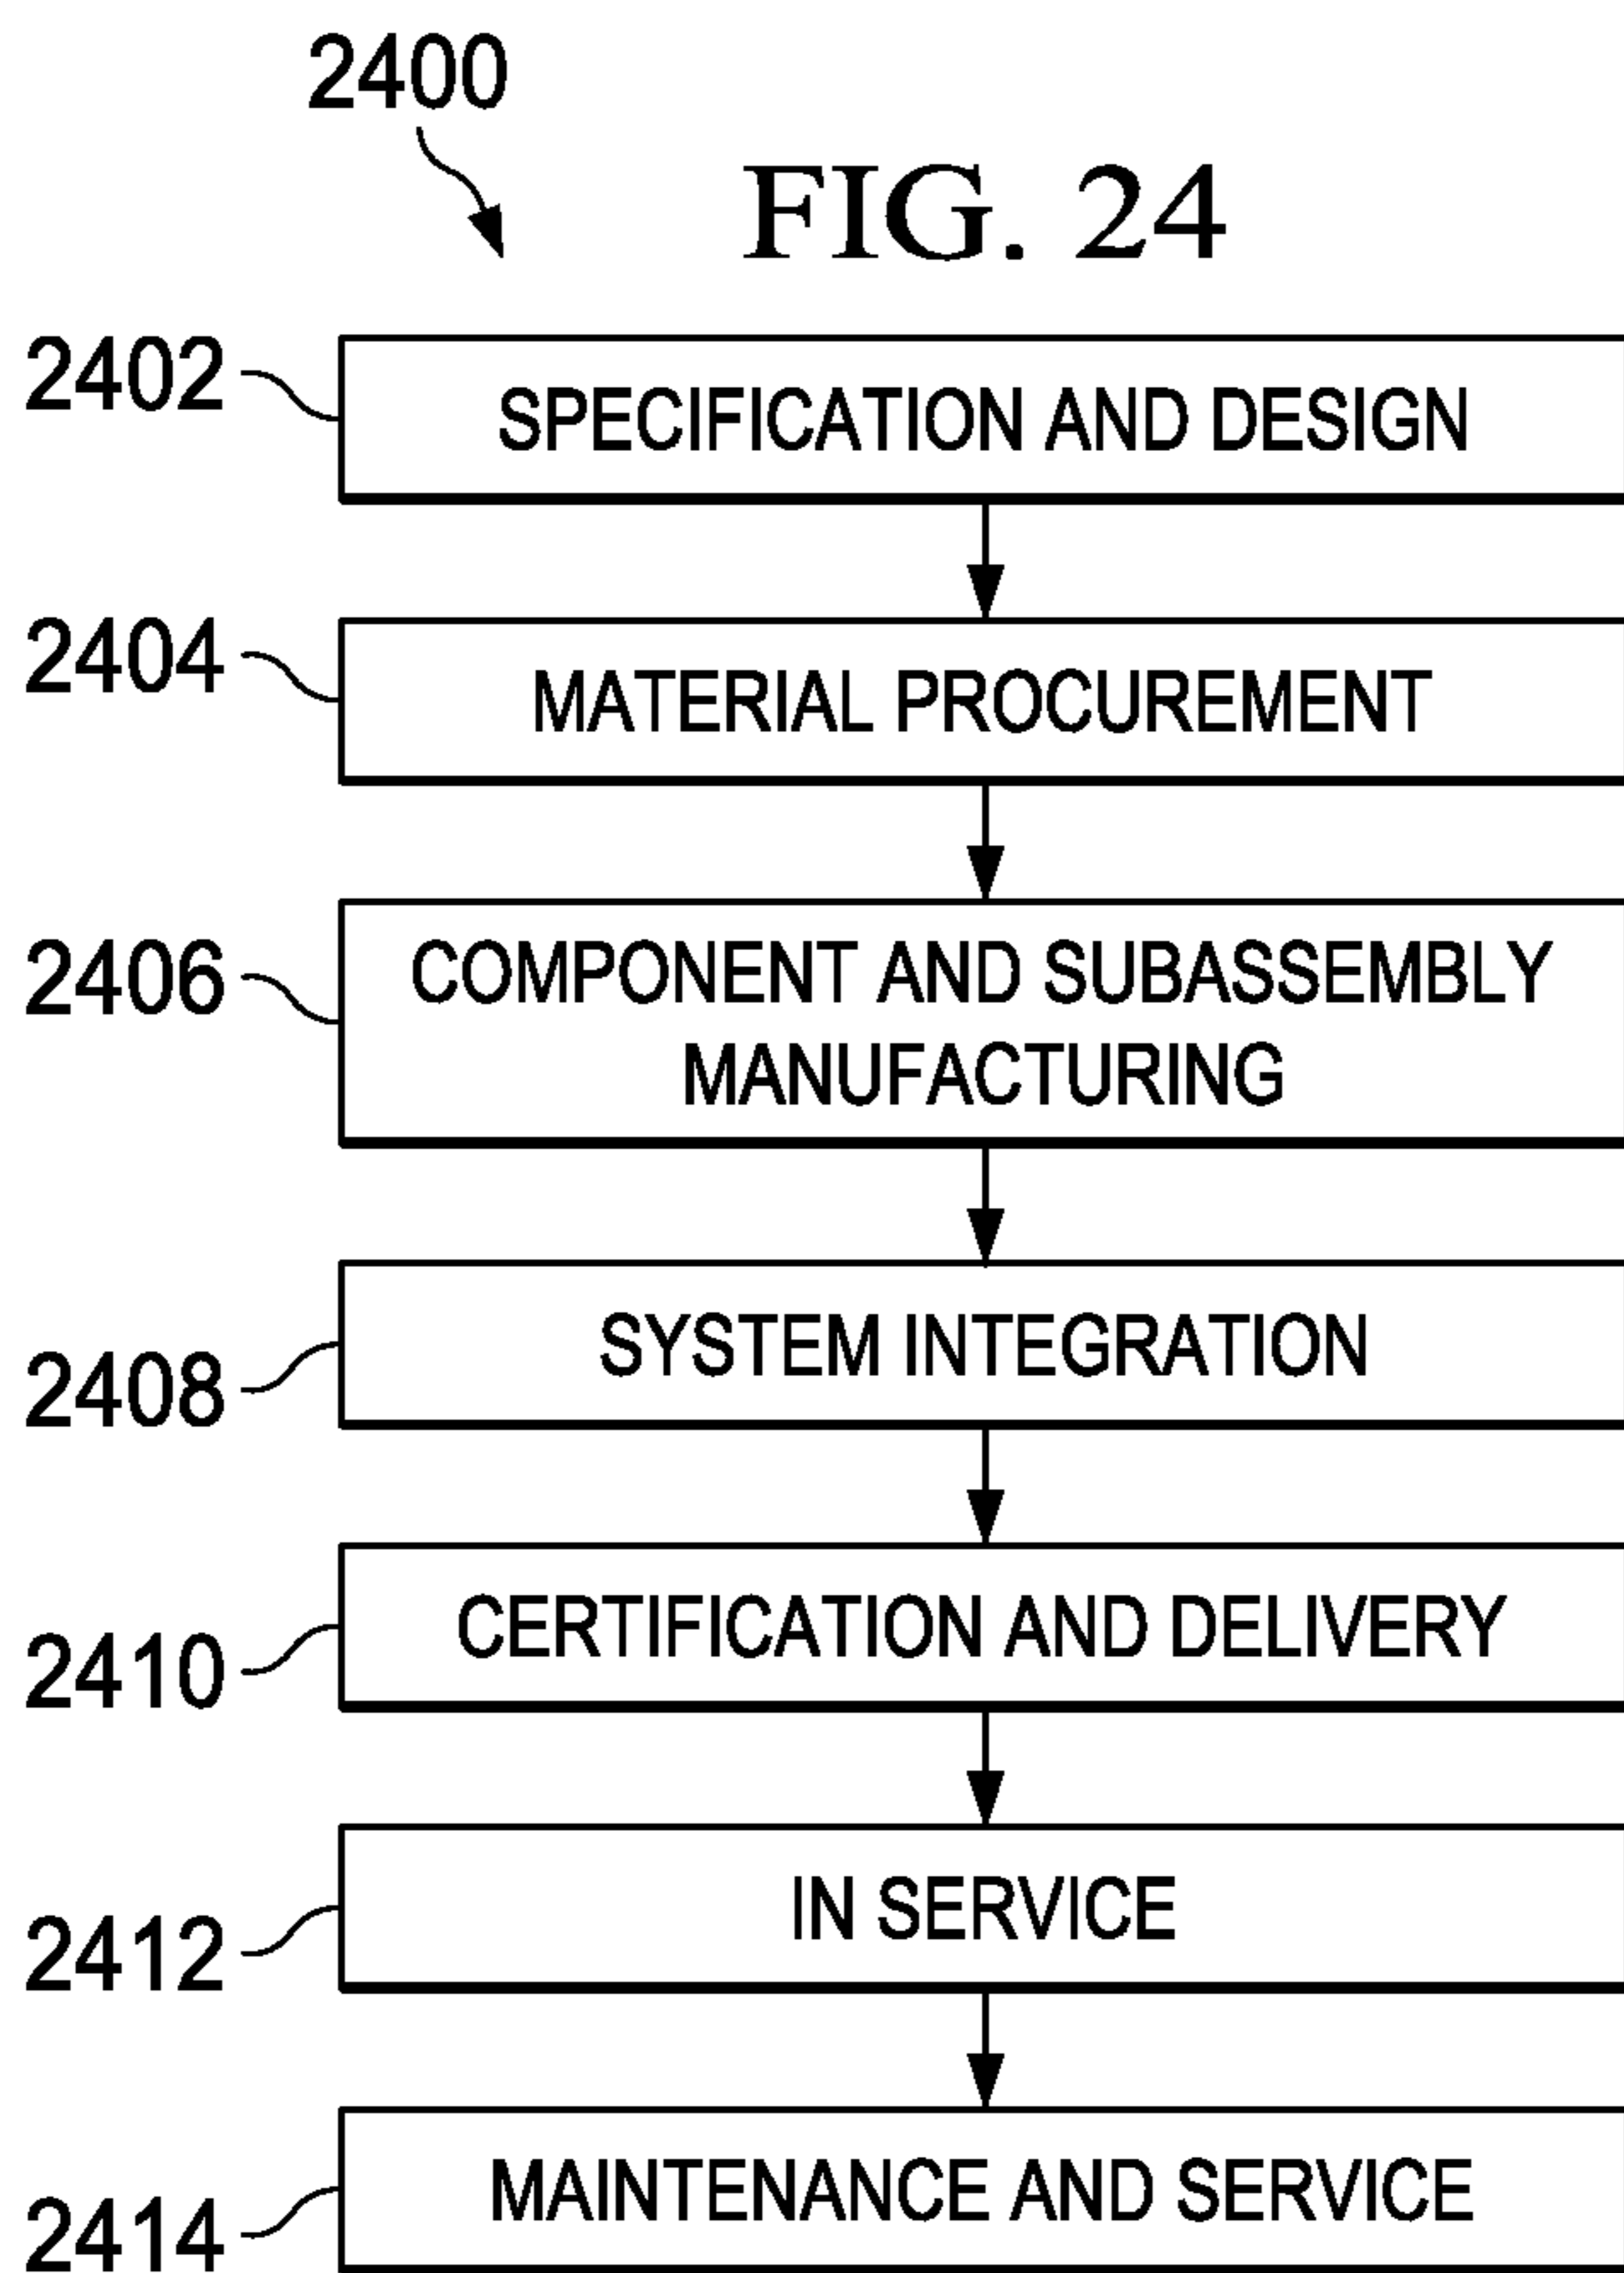 2400
FIG. 24
2402
SPECIFICATION AND DESIGN
2404
MATERIAL PROCUREMENT
2406
COMPONENT AND SUBASSEMBLY
MANUFACTURING
2408
SYSTEM INTEGRATION
2410
CERTIFICATION AND DELIVERY
2412
IN SERVICE
2414
MAINTENANCE AND SERVICE